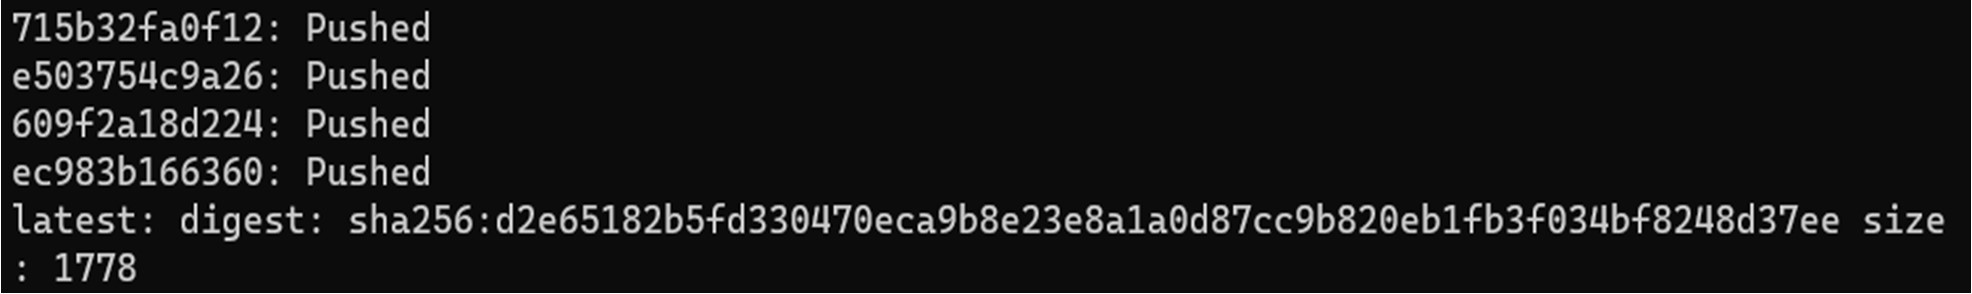 715b32fa0f12: Pushed
e503754c9a26: Pushed
609f2a18d224: Pushed
ec983b166360: Pushed
latest: digest: sha256:d2e65182b5fd330470eca9b8e23e8a1a0d87cc9b820eb1fb3f034bf8248d37ee size
: 1778